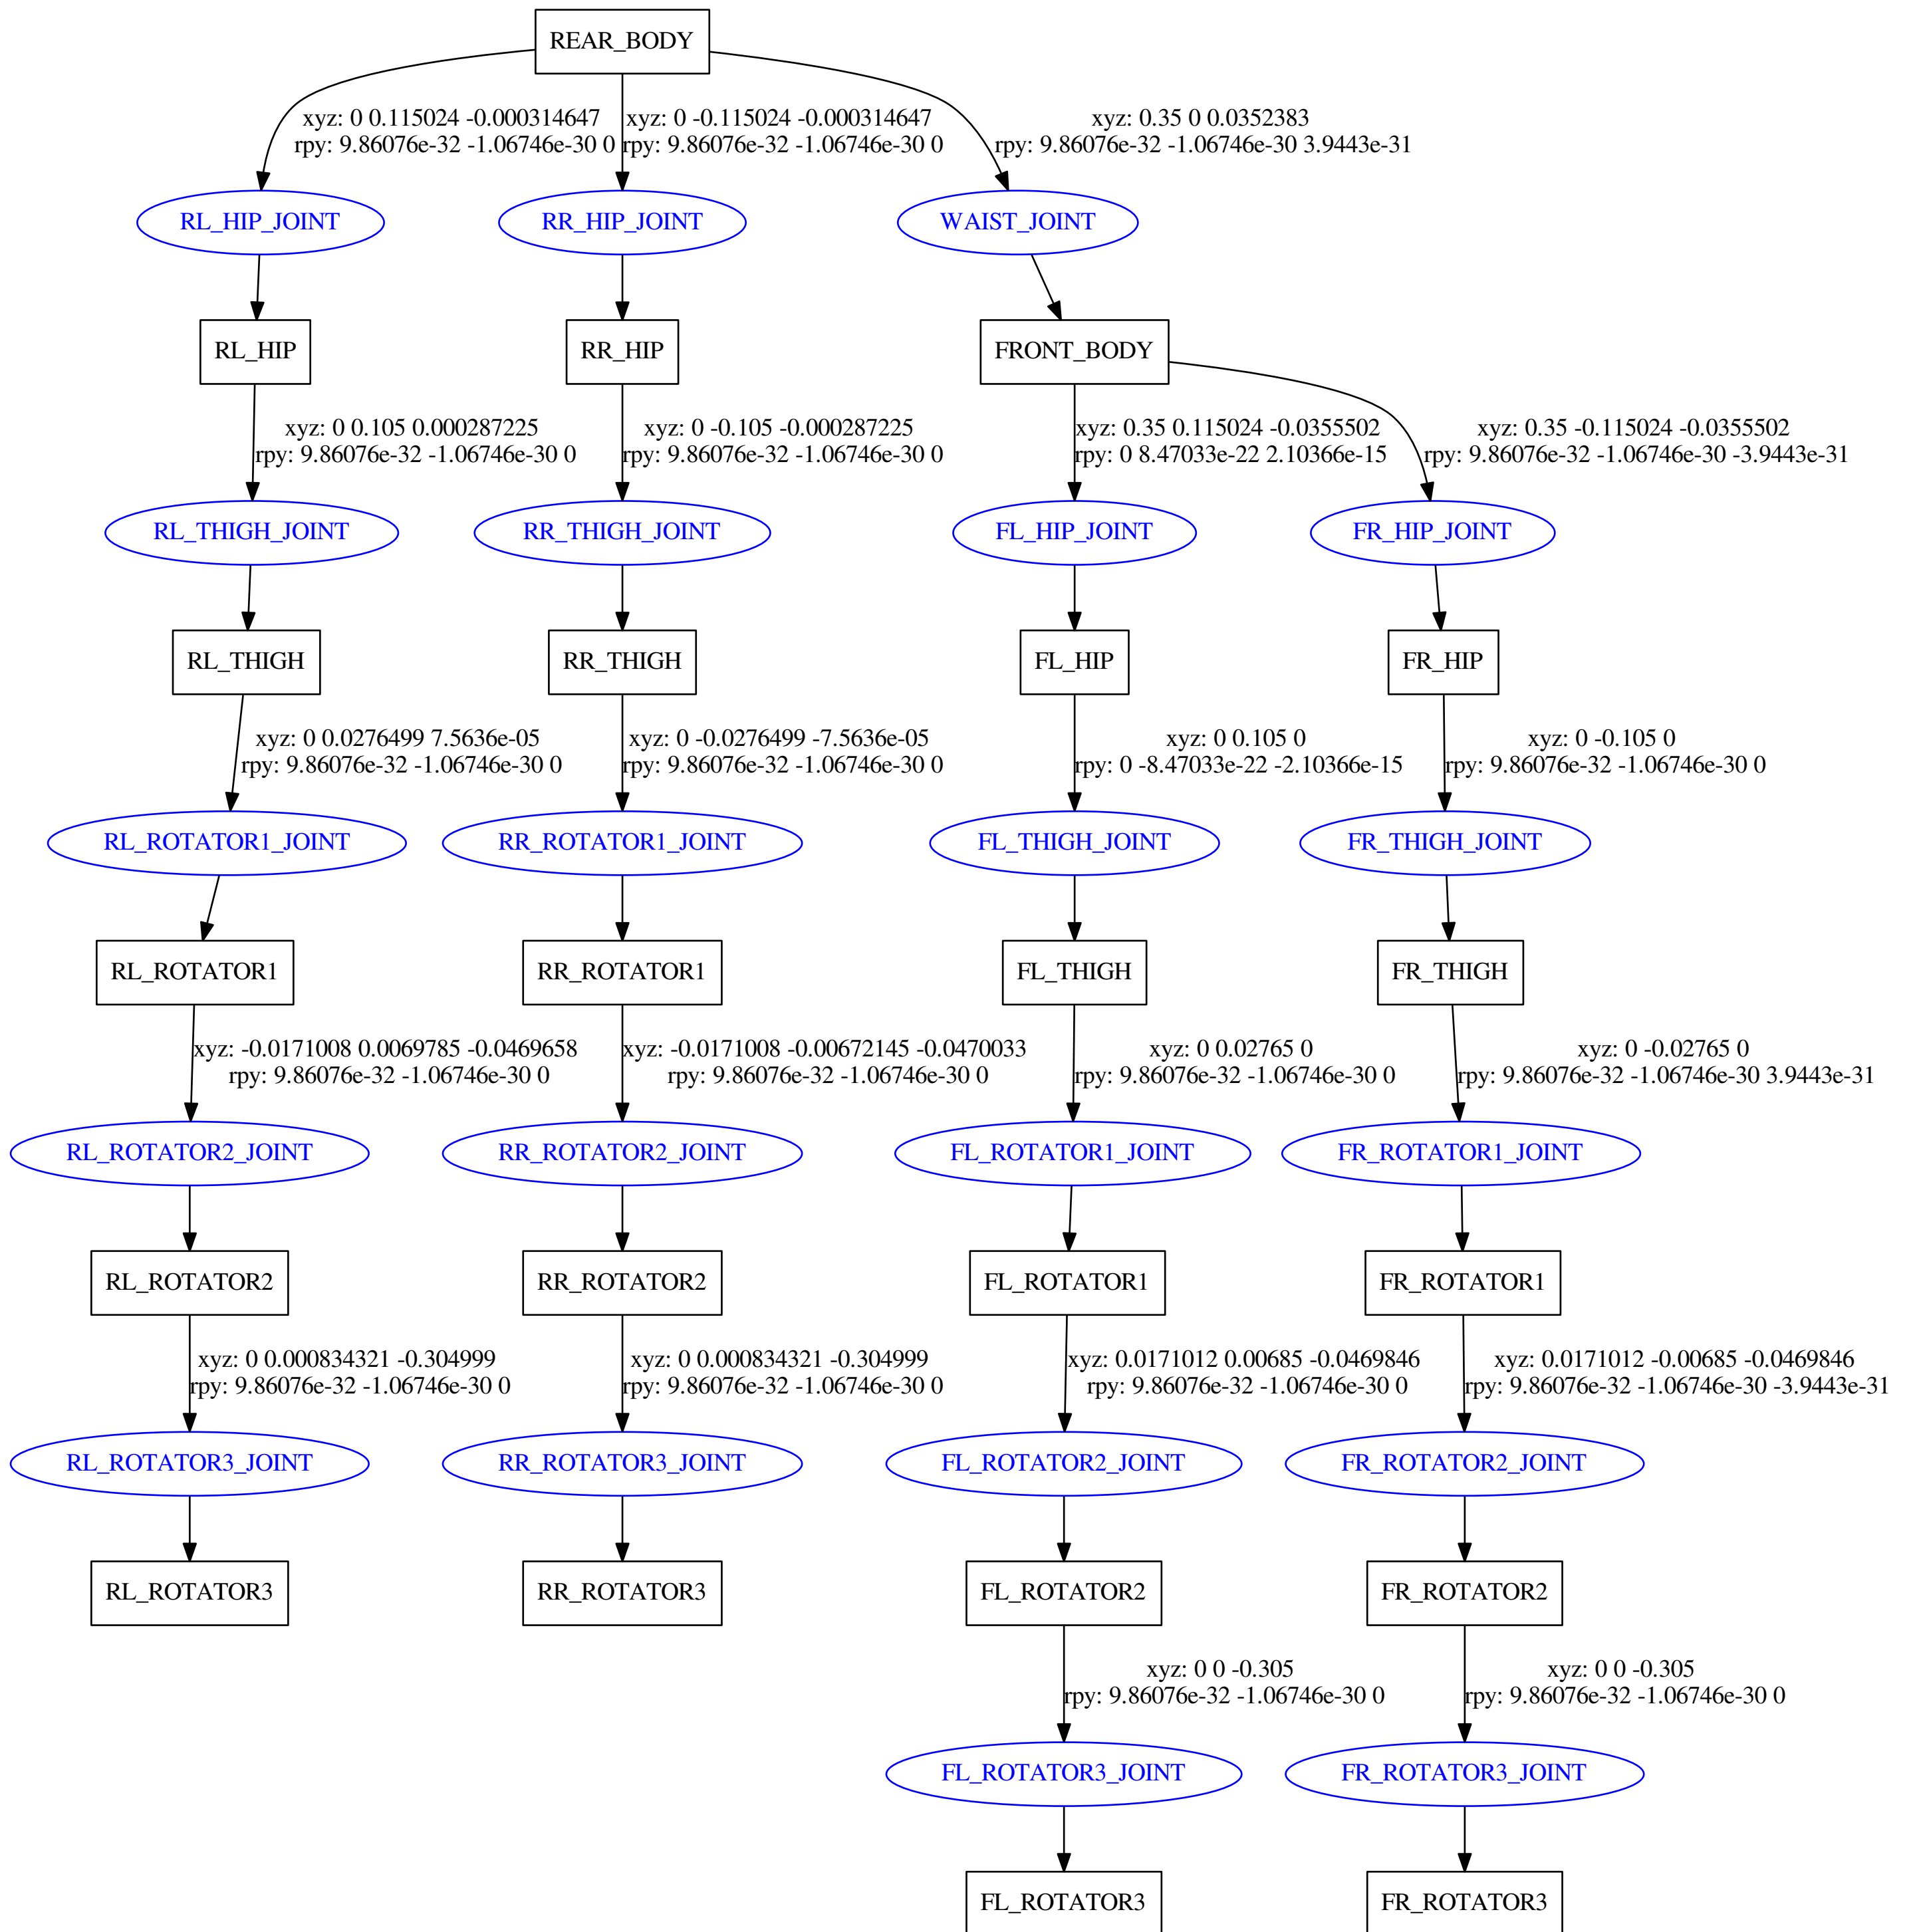 REAR_BODY
xyz: 0 0.115024 -0.000314647
rpy: 9.86076e-32 -1.06746e-30 0
xyz: 0 -0.115024 -0.000314647
rpy: 9.86076e-32 -1.06746e-30 0
xyz: 0.35 0 0.0352383
rpy: 9.86076e-32 -1.06746e-30 3.9443e-31
RL_HIP_JOINT
RR_HIP_JOINT
WAIST_JOINT
RL_HIP
RR_HIP
FRONT_BODY
xyz: 0 0.105 0.000287225
rpy: 9.86076e-32 -1.06746e-30 0
xyz: 0 -0.105 -0.000287225
rpy: 9.86076e-32 -1.06746e-30 0
xyz: 0.35 0.115024 -0.0355502
rpy: 0 8.47033e-22 2.10366e-15
xyz: 0.35 -0.115024 -0.0355502
rpy: 9.86076e-32 -1.06746e-30 -3.9443e-31
RL_THIGH_JOINT
RR_THIGH_JOINT
FL_HIP_JOINT
FR_HIP_JOINT
RL_THIGH
RR_THIGH
FL_HIP
FR_HIP
xyz: 0 0.0276499 7.5636e-05
rpy: 9.86076e-32 -1.06746e-30 0
xyz: 0 -0.0276499 -7.5636e-05
rpy: 9.86076e-32 -1.06746e-30 0
xyz: 0 0.105 0
rpy: 0 -8.47033e-22 -2.10366e-15
xyz: 0 -0.105 0
rpy: 9.86076e-32 -1.06746e-30 0
RL_ROTATOR1_JOINT
RR_ROTATOR1_JOINT
FL_THIGH_JOINT
FR_THIGH_JOINT
RL_ROTATOR1
RR_ROTATOR1
FL_THIGH
FR_THIGH
xyz: -0.0171008 0.0069785 -0.0469658
rpy: 9.86076e-32 -1.06746e-30 0
xyz: -0.0171008 -0.00672145 -0.0470033
rpy: 9.86076e-32 -1.06746e-30 0
xyz: 0 0.02765 0
rpy: 9.86076e-32 -1.06746e-30 0
xyz: 0 -0.02765 0
rpy: 9.86076e-32 -1.06746e-30 3.9443e-31
RL_ROTATOR2_JOINT
RR_ROTATOR2_JOINT
FL_ROTATOR1_JOINT
FR_ROTATOR1_JOINT
RL_ROTATOR2
RR_ROTATOR2
FL_ROTATOR1
FR_ROTATOR1
xyz: 0 0.000834321 -0.304999
rpy: 9.86076e-32 -1.06746e-30 0
xyz: 0 0.000834321 -0.304999
rpy: 9.86076e-32 -1.06746e-30 0
xyz: 0.0171012 0.00685 -0.0469846
rpy: 9.86076e-32 -1.06746e-30 0
xyz: 0.0171012 -0.00685 -0.0469846
rpy: 9.86076e-32 -1.06746e-30 -3.9443e-31
RL_ROTATOR3_JOINT
RR_ROTATOR3_JOINT
FL_ROTATOR2_JOINT
FR_ROTATOR2_JOINT
RL_ROTATOR3
RR_ROTATOR3
FL_ROTATOR2
FR_ROTATOR2
xyz: 0 0 -0.305
rpy: 9.86076e-32 -1.06746e-30 0
xyz: 0 0 -0.305
rpy: 9.86076e-32 -1.06746e-30 0
FL_ROTATOR3_JOINT
FR_ROTATOR3_JOINT
FL_ROTATOR3
FR_ROTATOR3